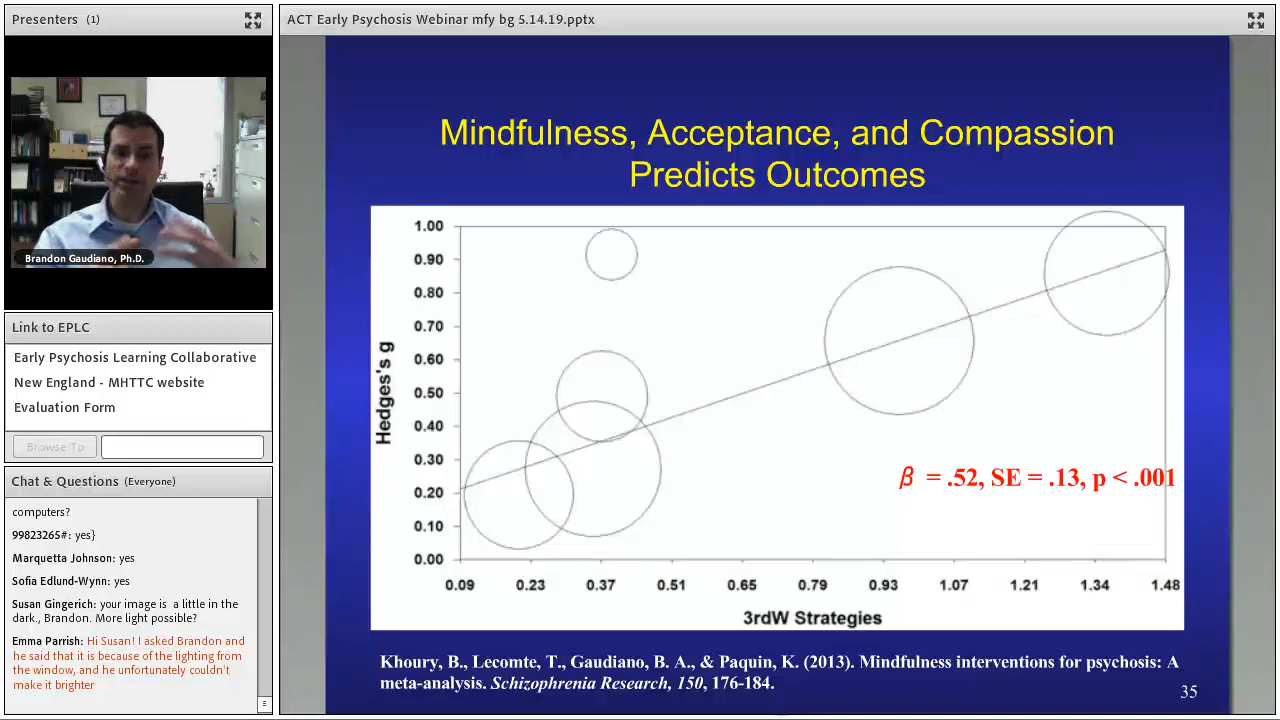 Presenters (1)
Brandon Gaudiano, Ph.D.
Link to EPLC
Early Psychosis Learning Collaborative
New England - MHTTC website
Evaluation Form
Browse To
Chat & Questions (Everyone)
computers?
99823265#: yes}
Marquetta Johnson: yes
Sofia Edlund-Wynn: yes
Susan Gingerich: your image is a little in the
dark., Brandon. More light possible?
Emma Parrish: Hi Susan! I asked Brandon and
he said that it is because of the lighting from
the window, and he unfortunately couldn't
make it brighter
ACT Early Psychosis Webinar mfy bg 5.14.19.pptx
Mindfulness, Acceptance, and Compassion
Predicts Outcomes
Hedges's g
1.00
0.90
0.80
0.70
0.60
0.50
0.40
0.30
0.20
0.10
0.00
β = .52, SE = .13, p < .001
0.09 0.23 0.37 0.51 0.65 0.79 0.93 1.07 1.21 1.34 1.48
3rdW Strategies
Khoury, B., Lecomte, T., Gaudiano, B. A., & Paquin, K. (2013). Mindfulness interventions for psychosis: A
meta-analysis. Schizophrenia Research, 150, 176-184.
35